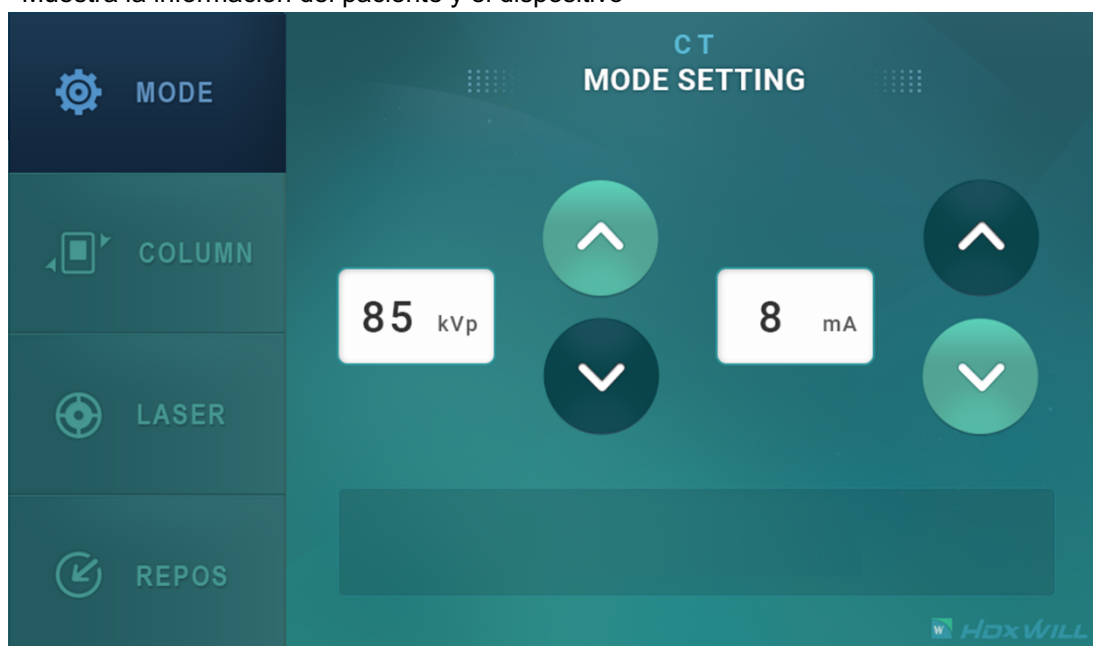 Muestra la información del paciente y el dispositivo
CT
MODE SETTING
MODE
COLUMN
LASER
REPOS
85 kVp
8 mA
W HDXWILL